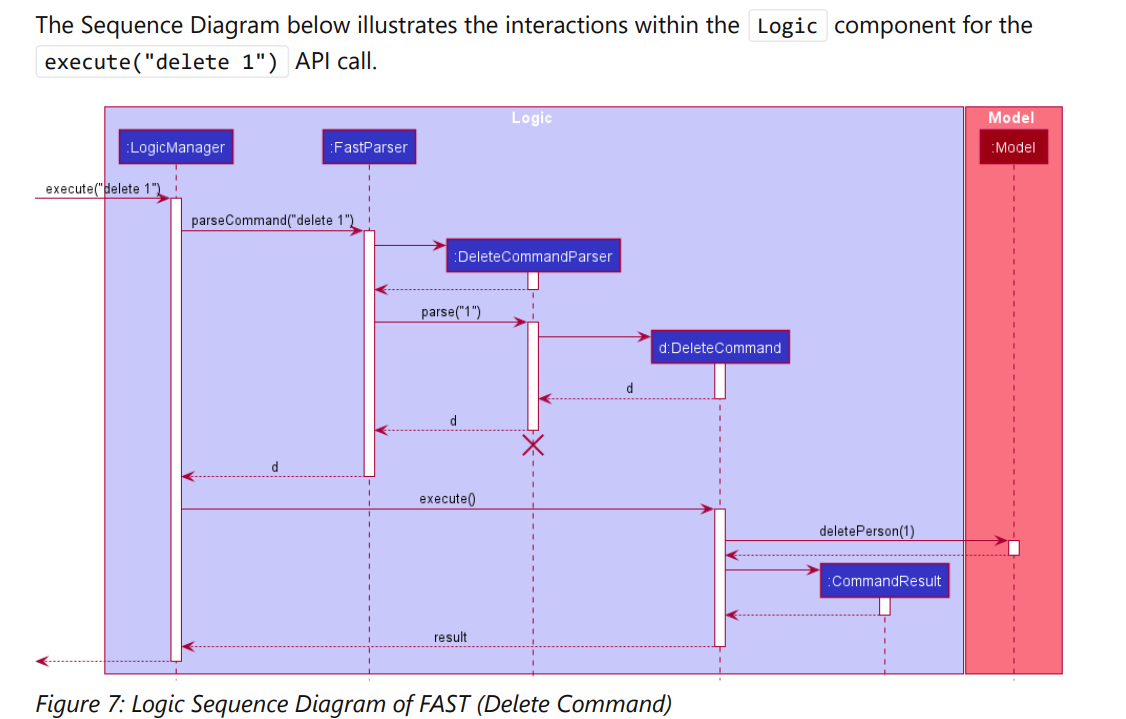 The Sequence Diagram below illustrates the interactions within the Logic component for the
execute("delete 1") API call.
Logic
Model
:LogicManager
:FastParser
:Model
execute("delete 1")
parseCommand("delete 1")
:DeleteCommandParser
parse("1")
d:DeleteCommand
d
d
d
execute()
deletePerson(1)
:CommandResult
result
Figure 7: Logic Sequence Diagram of FAST (Delete Command)